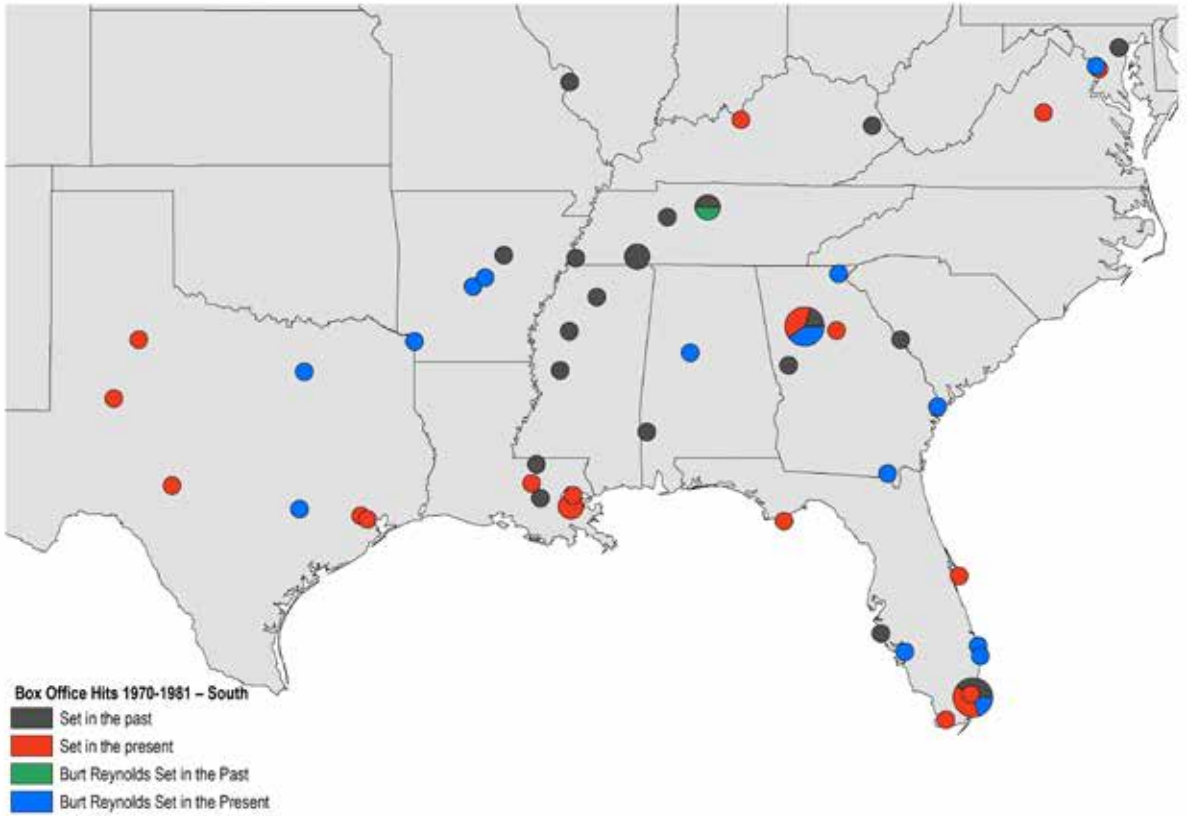 Box Office Hits 1970-1981 – South
Set in the past
Set in the present
Burt Reynolds Set in the Past
Burt Reynolds Set in the Present